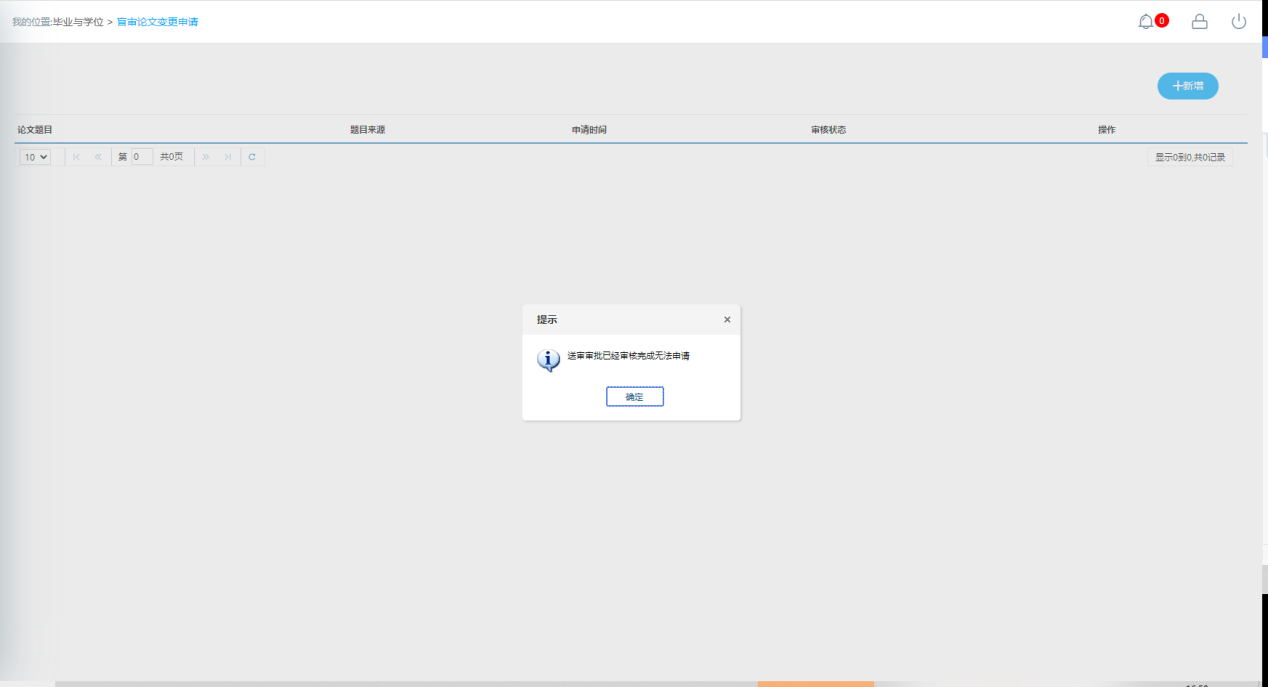 我的位置:毕业与学位 > 盲审论文变更申请
0
十新增
论文题目 题目来源 申请时间 审核状态 操作
10 第 0 共0页 显示0到0,共0记录
提示
送审审批已经审核完成无法申请
确定